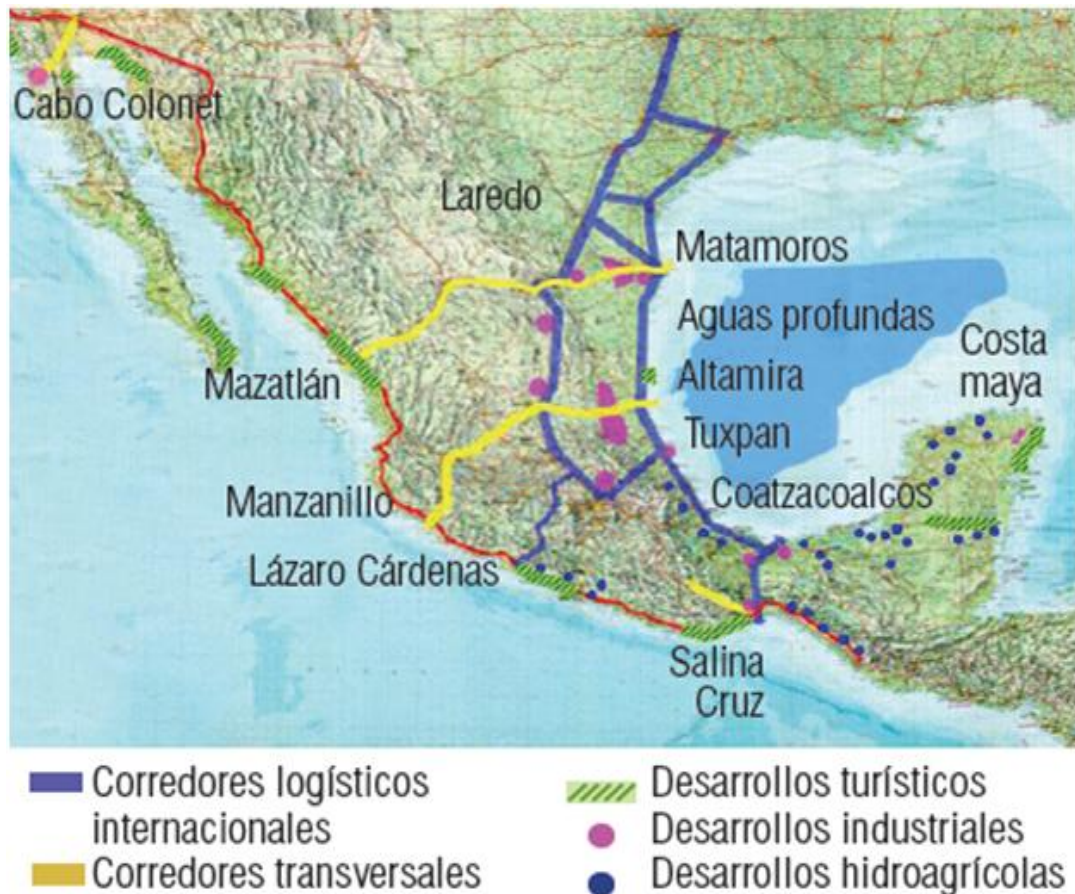 Cabo Colonet
Laredo
Matamoros
Aguas profundas
Costa
maya
Mazatlán
Altamira
Tuxpan
Manzanillo
Coatzacoalcos
Lázaro Cárdenas
Salina
Cruz
Corredores logísticos
internacionales
Corredores transversales
Desarrollos turísticos
Desarrollos industriales
Desarrollos hidroagrícolas